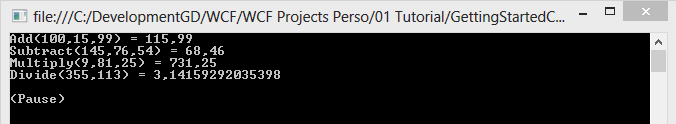 file:///C:/DevelopmentGD/WCF/WCF Projects Perso/01 Tutorial/GettingStartedC...
Add(100,15,99) = 115,99
Subtract(145,76,54) = 68,46
Multiply(9,81,25) = 731,25
Divide(355,113) = 3,14159292035398
(Pause)